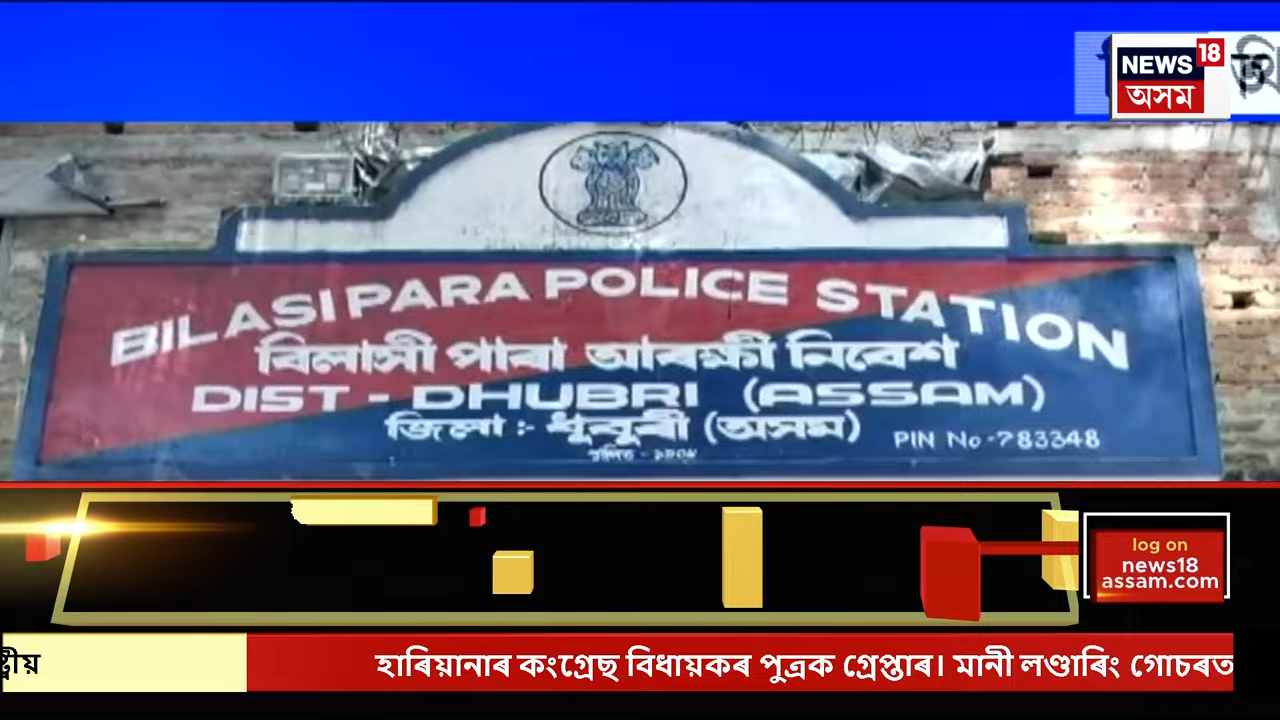 NEWS 18
অসম
BILASIPARA POLICE STATION
বিলাসী পাৰা আৰক্ষী নিবেশ
DIST - DHUBRI (ASSAM)
জিলা :- ধুবুৰী (অসম)
PIN No - 783348
log on
news18
assam.com
হাৰিয়ানাৰ কংগ্ৰেছ বিধায়কৰ পুত্ৰক গ্ৰেপ্তাৰ। মানী লণ্ডাৰিং গোচৰত